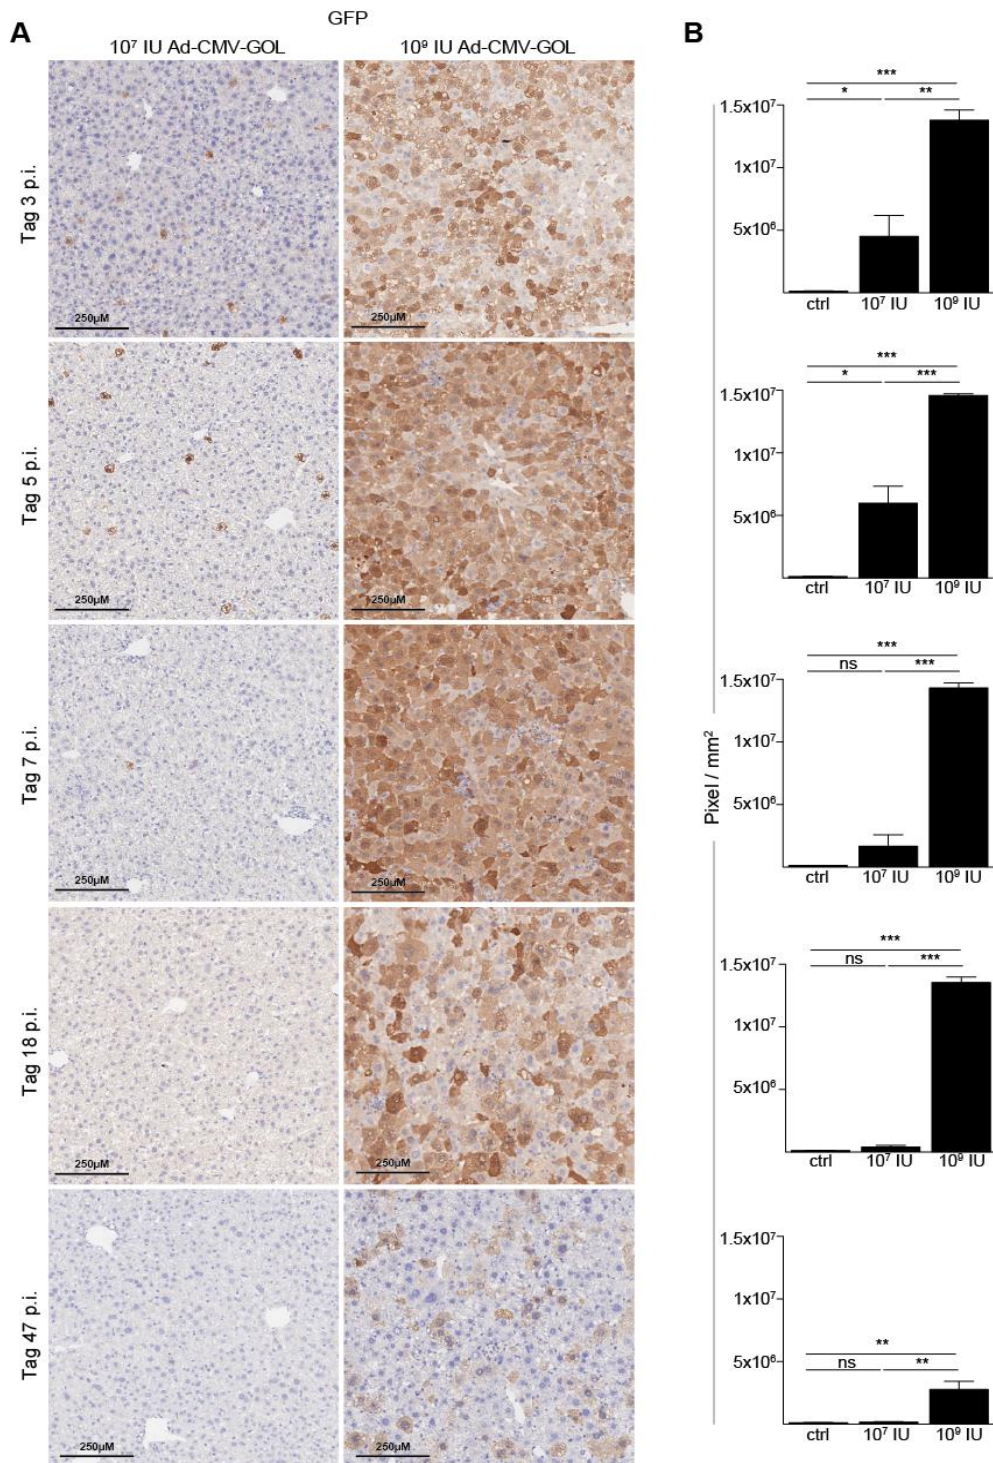 A
GFP
10⁷ IU Ad-CMV-GOL
10⁹ IU Ad-CMV-GOL
Tag 3 p.i.
250µM
250µM
Tag 5 p.i.
250µM
250µM
Tag 7 p.i.
250µM
250µM
Tag 18 p.i.
250µM
250µM
Tag 47 p.i.
250µM
250µM
B
Pixel / mm²
***
* **
1.5x10⁷
1x10⁷
5x10⁶
ctrl 10⁷ IU 10⁹ IU
***
* ***
1.5x10⁷
1x10⁷
5x10⁶
ctrl 10⁷ IU 10⁹ IU
***
ns ***
1.5x10⁷
1x10⁷
5x10⁶
ctrl 10⁷ IU 10⁹ IU
***
ns ***
1.5x10⁷
1x10⁷
5x10⁶
ctrl 10⁷ IU 10⁹ IU
1.5x10⁷
1x10⁷
**
5x10⁶
ns **
ctrl 10⁷ IU 10⁹ IU